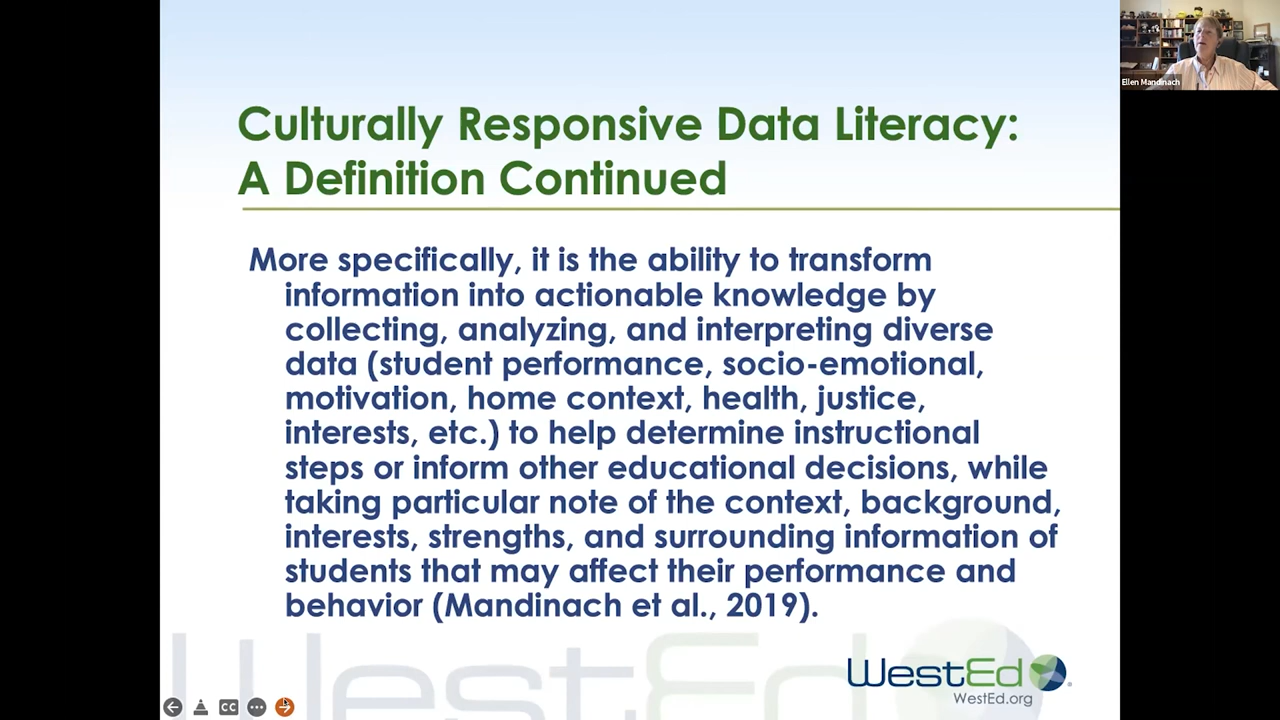 Ellen Mandinach
Culturally Responsive Data Literacy:
A Definition Continued
More specifically, it is the ability to transform
information into actionable knowledge by
collecting, analyzing, and interpreting diverse
data (student performance, socio-emotional,
motivation, home context, health, justice,
interests, etc.) to help determine instructional
steps or inform other educational decisions, while
taking particular note of the context, background,
interests, strengths, and surrounding information of
students that may affect their performance and
behavior (Mandinach et al., 2019).
WestEd
WestEd
WestEd.org
CC